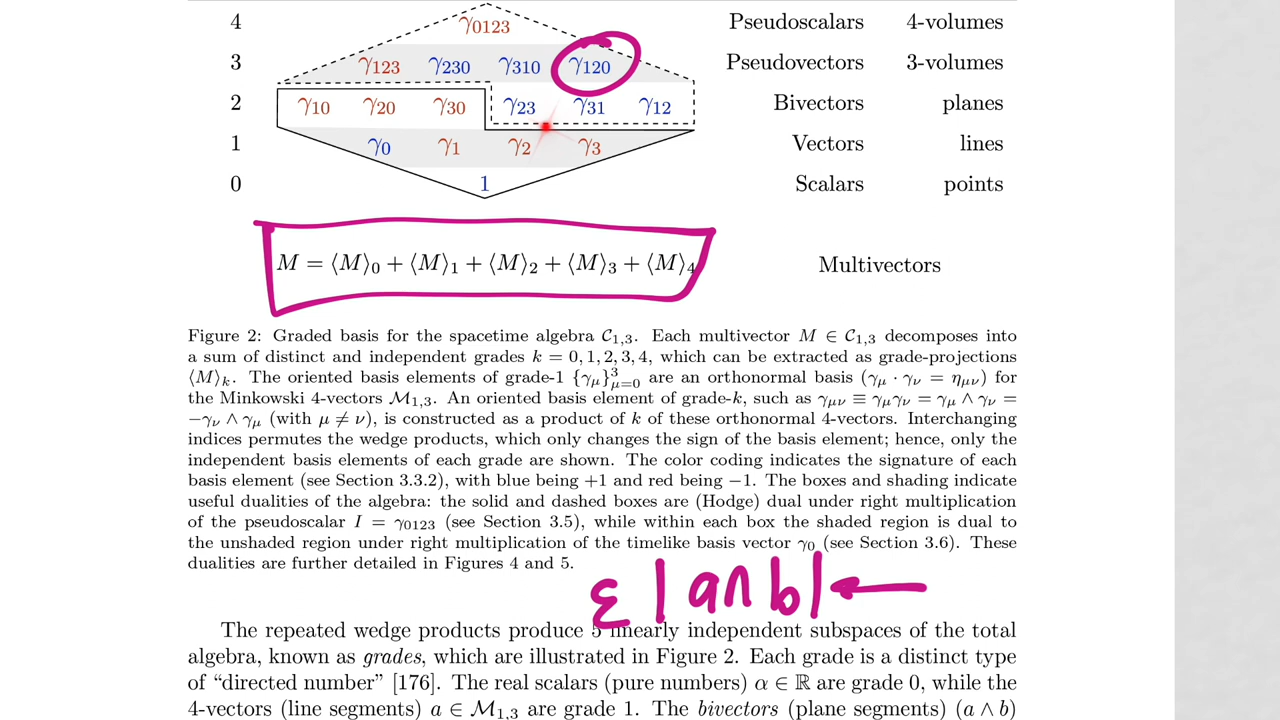 4 γ0123 Pseudoscalars 4-volumes
3 γ123 γ230 γ310 γ120 Pseudovectors 3-volumes
2 γ10 γ20 γ30 γ23 γ31 γ12 Bivectors planes
1 γ0 γ1 γ2 γ3 Vectors lines
0 1 Scalars points
M = ⟨M⟩0 + ⟨M⟩1 + ⟨M⟩2 + ⟨M⟩3 + ⟨M⟩4 Multivectors
Figure 2: Graded basis for the spacetime algebra C1,3. Each multivector M ∈ C1,3 decomposes into
a sum of distinct and independent grades k = 0, 1, 2, 3, 4, which can be extracted as grade-projections
⟨M⟩k. The oriented basis elements of grade-1 {γμ}³μ=0 are an orthonormal basis (γμ · γν = ημν) for
the Minkowski 4-vectors M1,3. An oriented basis element of grade-k, such as γμν ≡ γμγν = γμ ∧ γν =
−γν ∧ γμ (with μ ≠ ν), is constructed as a product of k of these orthonormal 4-vectors. Interchanging
indices permutes the wedge products, which only changes the sign of the basis element; hence, only the
independent basis elements of each grade are shown. The color coding indicates the signature of each
basis element (see Section 3.3.2), with blue being +1 and red being −1. The boxes and shading indicate
useful dualities of the algebra: the solid and dashed boxes are (Hodge) dual under right multiplication
of the pseudoscalar I = γ0123 (see Section 3.5), while within each box the shaded region is dual to
the unshaded region under right multiplication of the timelike basis vector γ0 (see Section 3.6). These
dualities are further detailed in Figures 4 and 5.
ε |a∧b| ←
The repeated wedge products produce 5 linearly independent subspaces of the total
algebra, known as grades, which are illustrated in Figure 2. Each grade is a distinct type
of “directed number” [176]. The real scalars (pure numbers) α ∈ ℝ are grade 0, while the
4-vectors (line segments) a ∈ M1,3 are grade 1. The bivectors (plane segments) (a ∧ b)